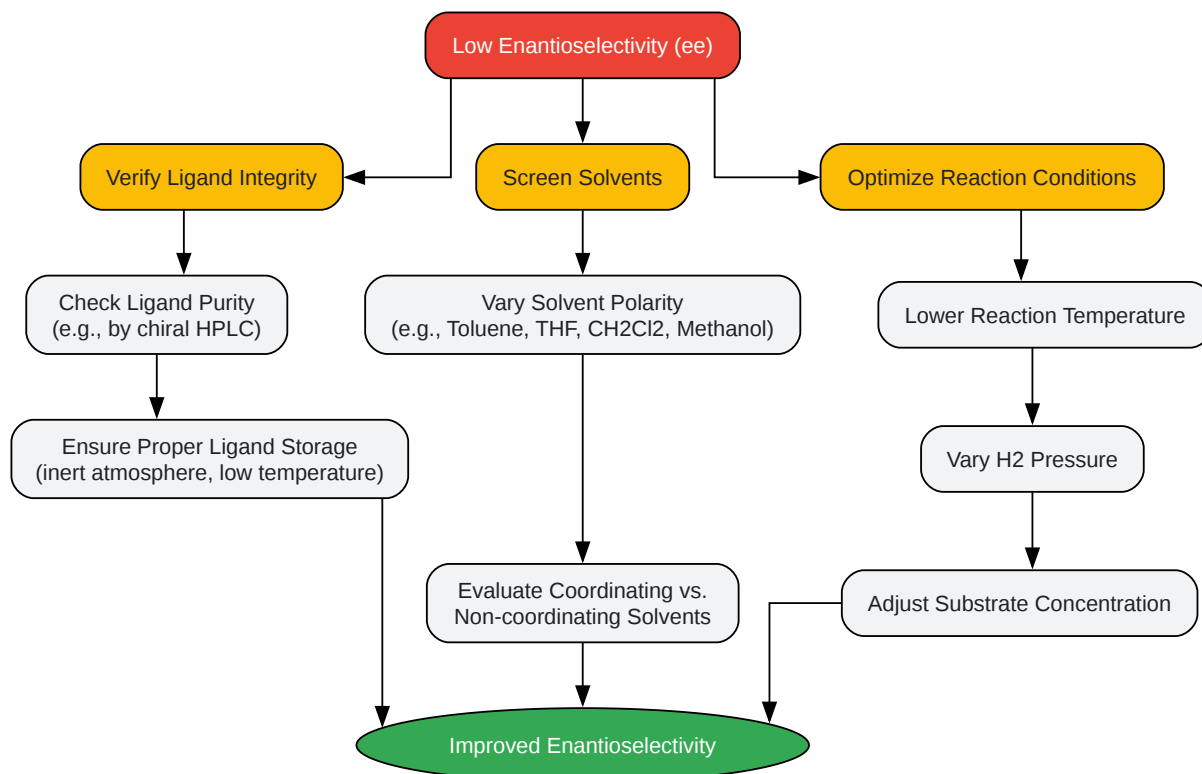 Low Enantioselectivity (ee)
Verify Ligand Integrity
Screen Solvents
Optimize Reaction Conditions
Check Ligand Purity
(e.g., by chiral HPLC)
Vary Solvent Polarity
(e.g., Toluene, THF, CH2Cl2, Methanol)
Lower Reaction Temperature
Ensure Proper Ligand Storage
(inert atmosphere, low temperature)
Vary H2 Pressure
Evaluate Coordinating vs.
Non-coordinating Solvents
Adjust Substrate Concentration
Improved Enantioselectivity